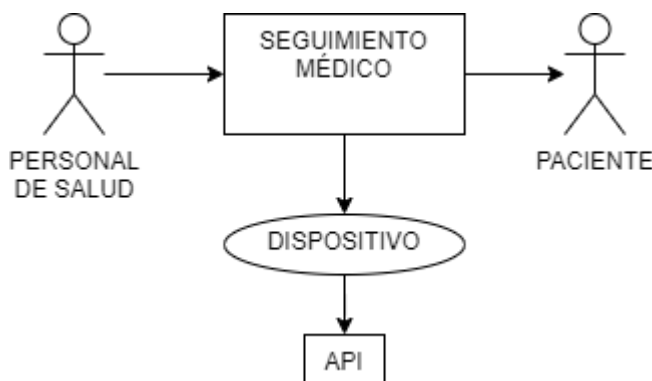 SEGUIMIENTO
MÉDICO
PERSONAL
DE SALUD
PACIENTE
DISPOSITIVO
API